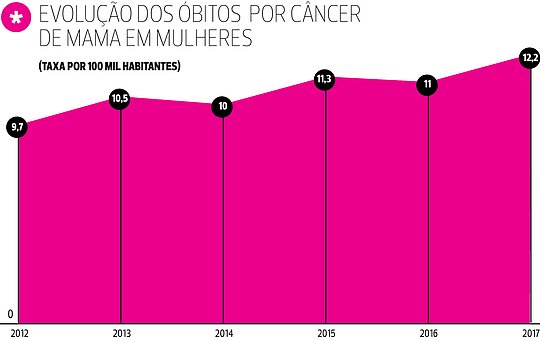 EVOLUÇÃO DOS ÓBITOS POR CÂNCER
DE MAMA EM MULHERES
(TAXA POR 100 MIL HABITANTES)
9,7
10,5
10
11,3
11
12,2
0
2012 2013 2014 2015 2016 2017